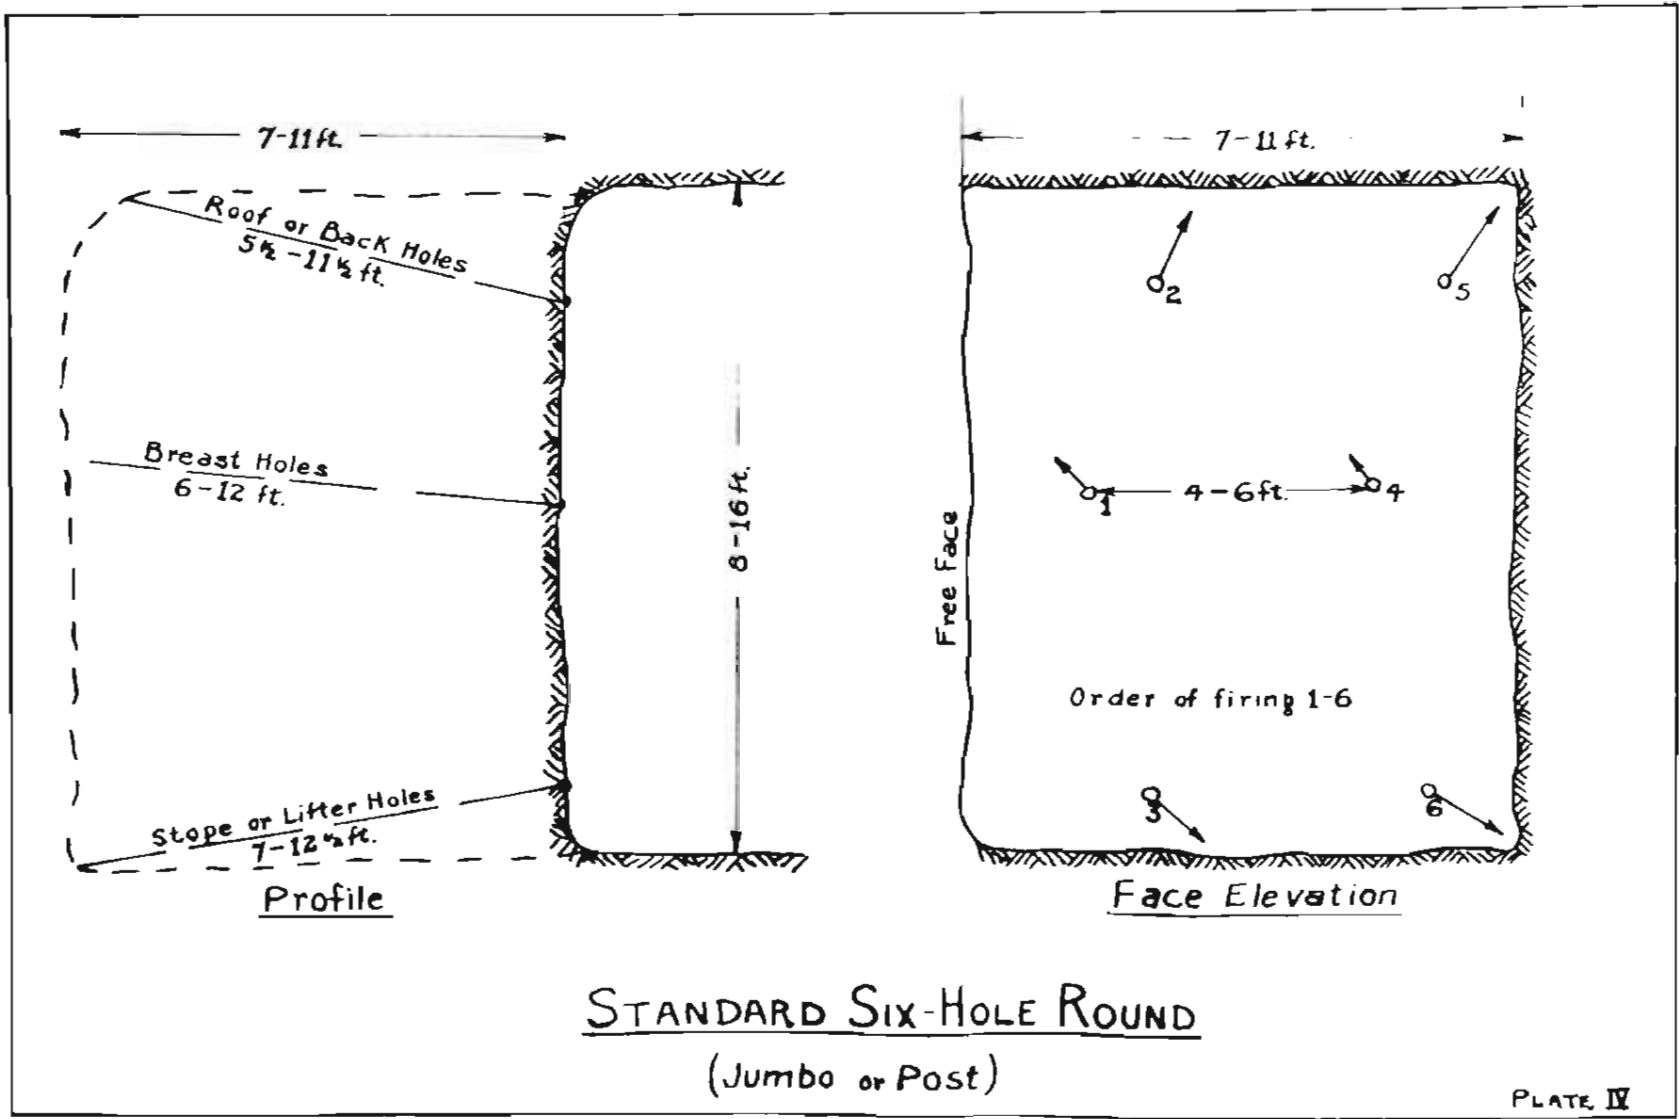 7-11 ft.
Roof or Back Holes
5½-11½ ft.
Breast Holes
6-12 ft.
8-16 ft.
Stope or Lifter Holes
7-12½ ft.
Profile
7-11 ft.
2
5
1
4-6 ft.
4
Free Face
Order of firing 1-6
3
6
Face Elevation
STANDARD SIX-HOLE ROUND
(Jumbo or Post)
PLATE IV